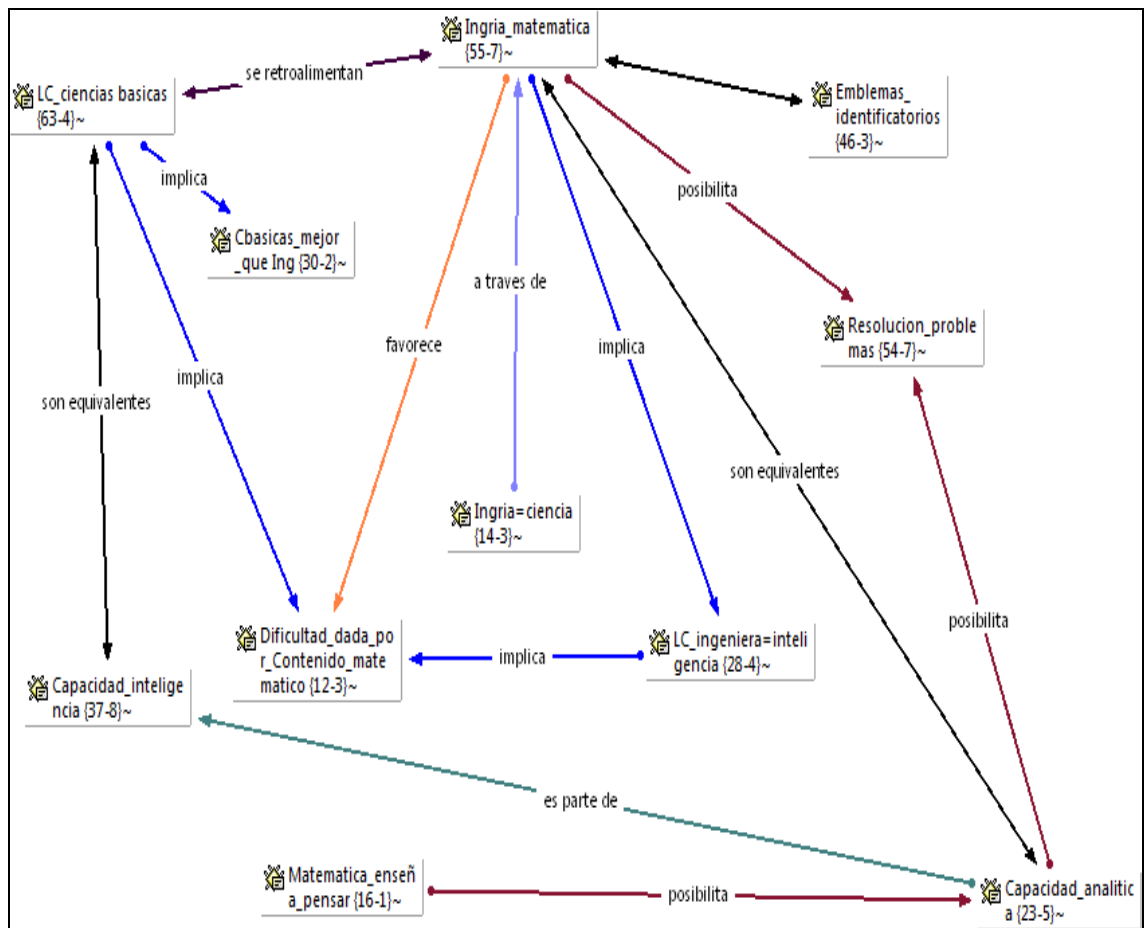 Ingria_matematica
{55-7}~
se retroalimentan
LC_ciencias basicas
{63-4}~
Emblemas_
identificatorios
{46-3}~
implica
posibilita
Cbasicas_mejor
_que Ing {30-2}~
a traves de
Resolucion_proble
mas {54-7}~
favorece
implica
implica
son equivalentes
son equivalentes
Ingria=ciencia
{14-3}~
posibilita
Dificultad_dada_po
r_Contenido_mate
matico {12-3}~
implica
LC_ingeniera=inteli
gencia {28-4}~
Capacidad_intelige
ncia {37-8}~
es parte de
Matematica_enseñ
a_pensar {16-1}~
posibilita
Capacidad_analitic
a {23-5}~